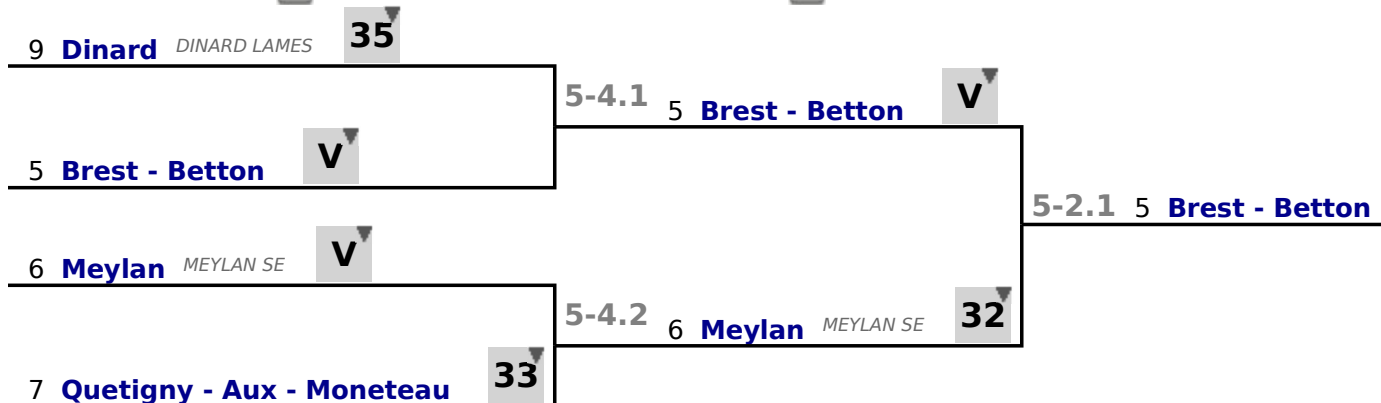 9 Dinard DINARD LAMES 35
5-4.1 5 Brest - Betton V
5 Brest - Betton V
5-2.1 5 Brest - Betton
6 Meylan MEYLAN SE V
5-4.2 6 Meylan MEYLAN SE 32
7 Quetigny - Aux - Moneteau 33